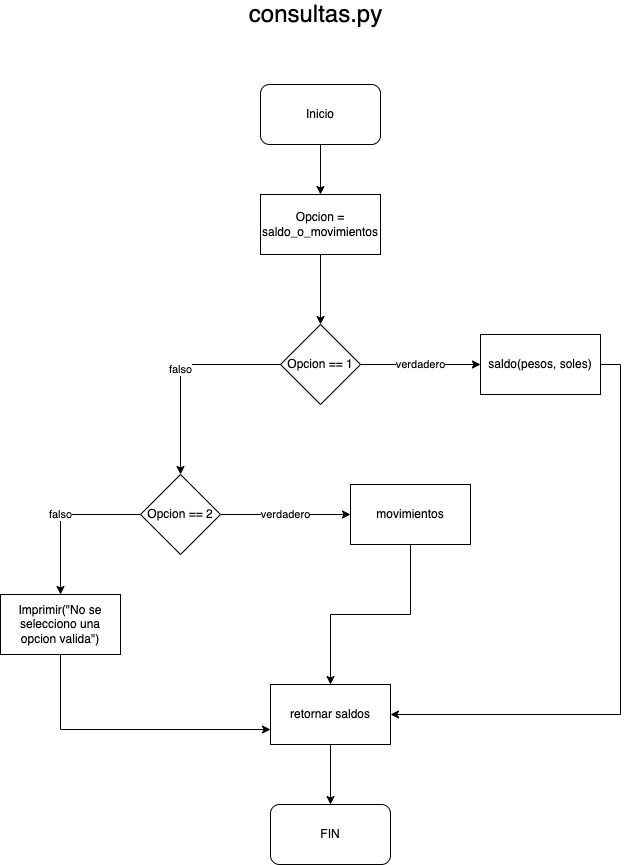 consultas.py
Inicio
Opcion =
saldo_o_movimientos
Opcion == 1
verdadero
saldo(pesos, soles)
falso
Opcion == 2
verdadero
movimientos
falso
Imprimir("No se
selecciono una
opcion valida")
retornar saldos
FIN